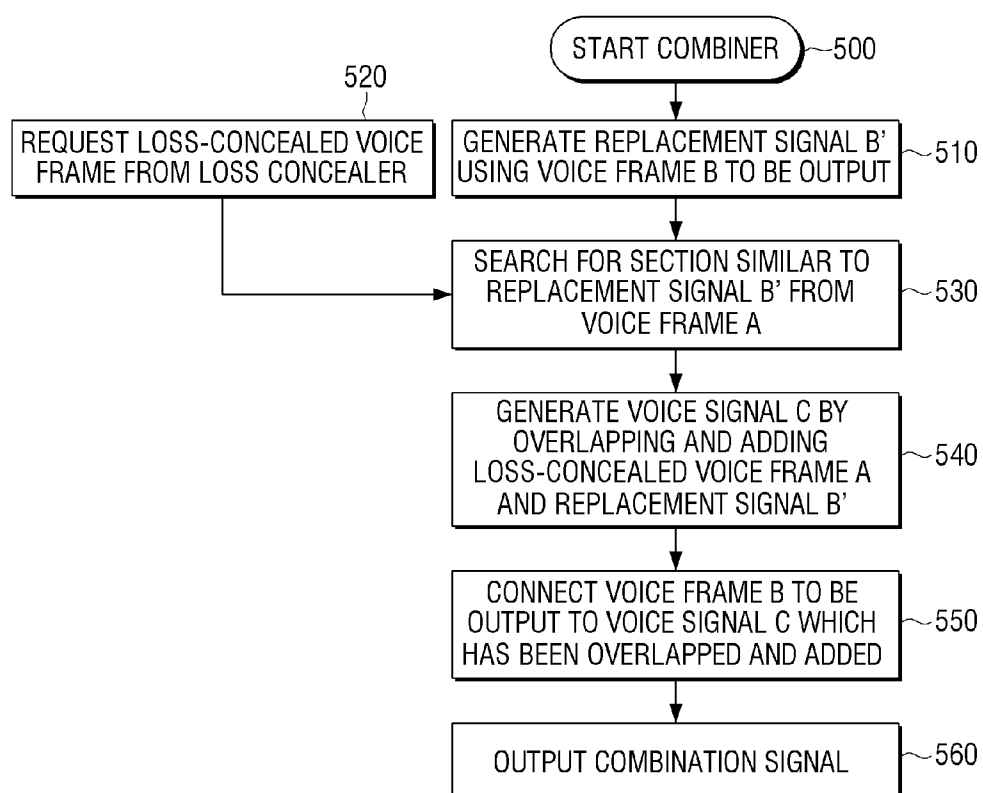 START COMBINER
500
520
REQUEST LOSS-CONCEALED VOICE
FRAME FROM LOSS CONCEALER
GENERATE REPLACEMENT SIGNAL B'
USING VOICE FRAME B TO BE OUTPUT
510
SEARCH FOR SECTION SIMILAR TO
REPLACEMENT SIGNAL B' FROM
VOICE FRAME A
530
GENERATE VOICE SIGNAL C BY
OVERLAPPING AND ADDING
LOSS-CONCEALED VOICE FRAME A
AND REPLACEMENT SIGNAL B'
540
CONNECT VOICE FRAME B TO BE
OUTPUT TO VOICE SIGNAL C WHICH
HAS BEEN OVERLAPPED AND ADDED
550
OUTPUT COMBINATION SIGNAL
560